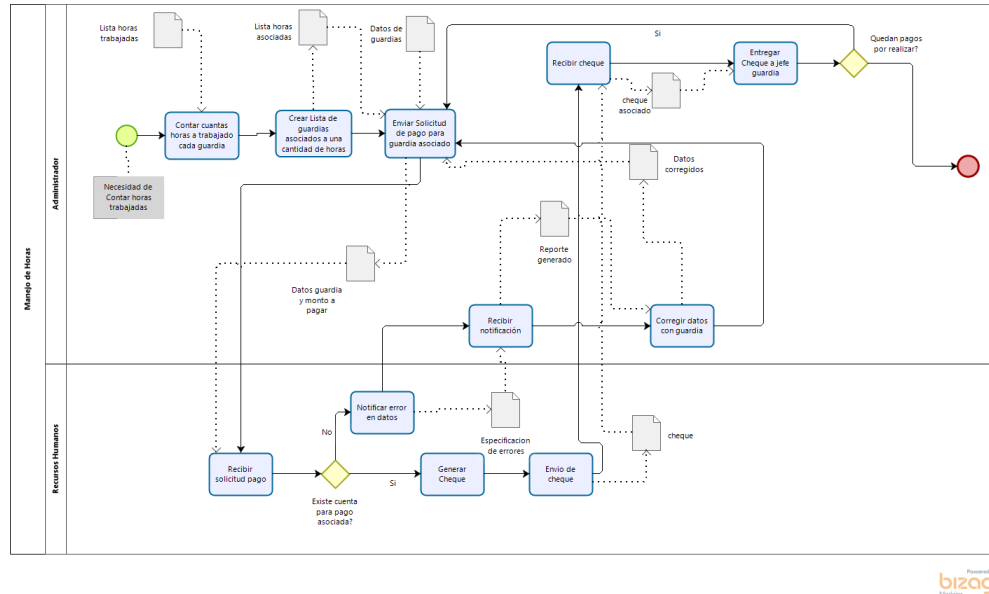 Manejo de Horas
Administrador
Recursos Humanos
Lista horas
trabajadas
Lista horas
asociadas
Datos de
guardias
Si
Quedan pagos
por realizar?
Recibir cheque
Entregar
Cheque a jefe
guardia
cheque
asociado
Contar cuantas
horas a trabajado
cada guardia
Crear Lista de
guardias
asociados a una
cantidad de horas
Enviar Solicitud
de pago para
guardia asociado
Datos
corregidos
Necesidad de
Contar horas
trabajadas
Reporte
generado
Datos guardia
y monto a
pagar
Recibir
notificación
Corregir datos
con guardia
Notificar error
en datos
No
Especificacion
de errores
cheque
Recibir
solicitud pago
Si
Generar
Cheque
Envio de
cheque
Existe cuenta
para pago
asociada?
Powered
bizag